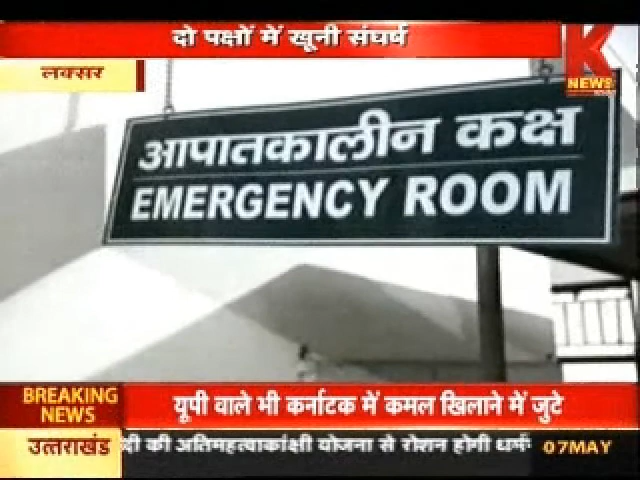 दो पक्षों में खूनी संघर्ष
K
NEWS
लक्सर
आपातकालीन कक्ष
EMERGENCY ROOM
BREAKING NEWS
यूपी वाले भी कर्नाटक में कमल खिलाने में जुटे
उत्तराखंड
दी की अतिमहत्वाकांक्षी योजना से रोशन होगी
07MAY